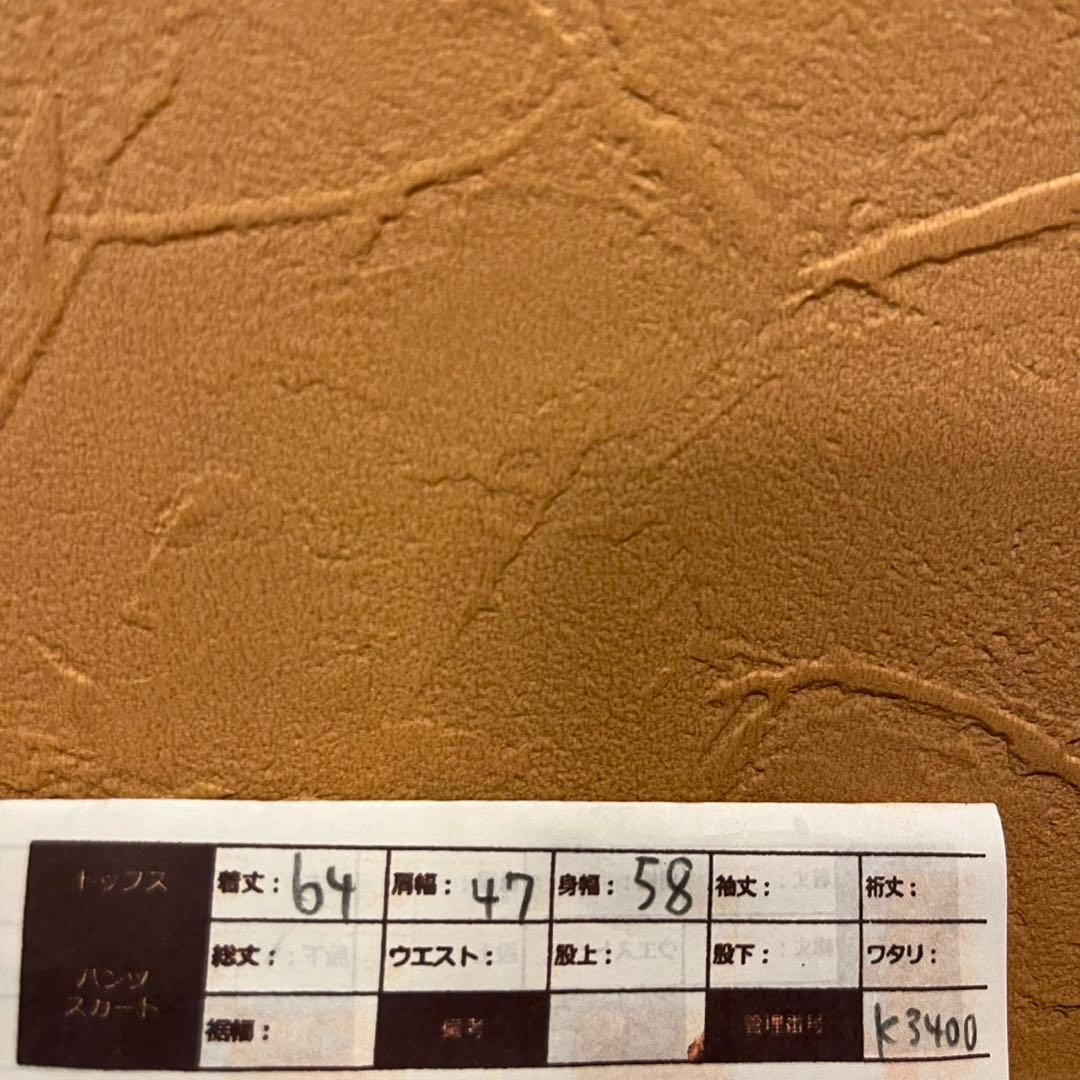 トップス 着丈: 64 肩幅: 47 身幅: 58 袖丈: 裄丈:
パンツ スカート 総丈: ウエスト: 股上: 股下: ワタリ:
裾幅: 備考 管理番号 K3400